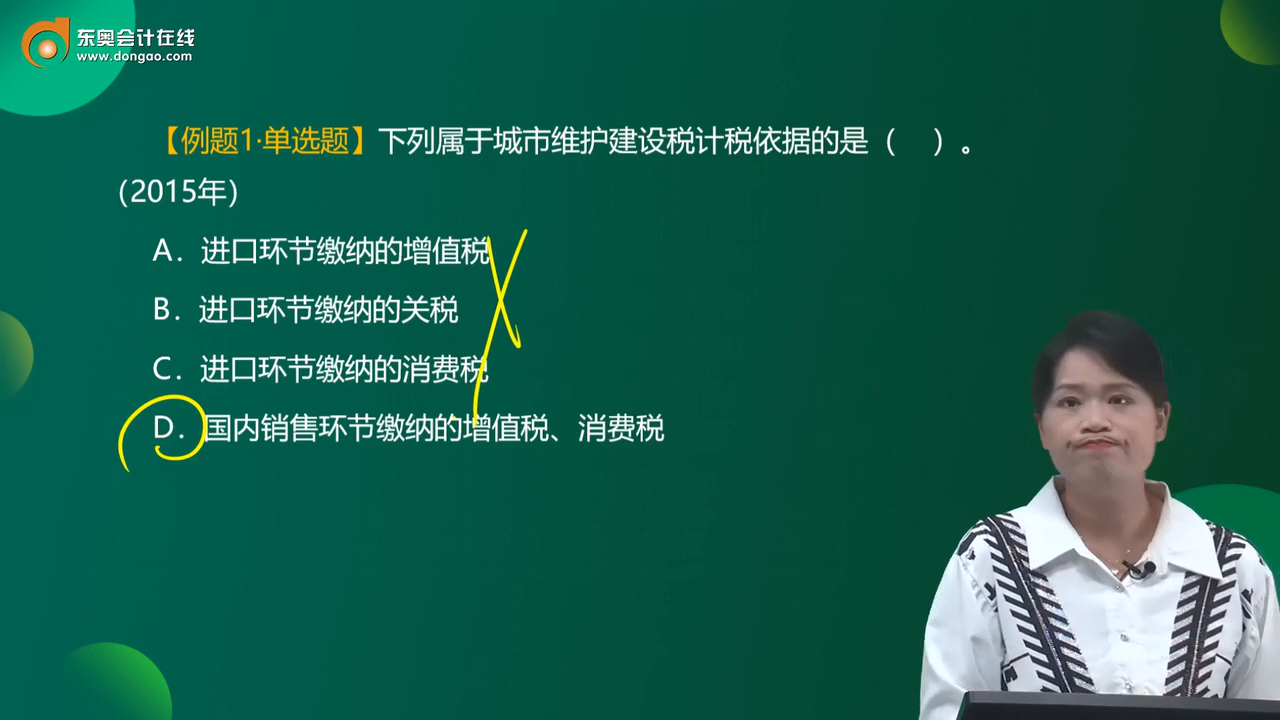 东奥会计在线
www.dongao.com
【例题1·单选题】下列属于城市维护建设税计税依据的是（ ）。
（2015年）
A．进口环节缴纳的增值税
B．进口环节缴纳的关税
C．进口环节缴纳的消费税
D．国内销售环节缴纳的增值税、消费税